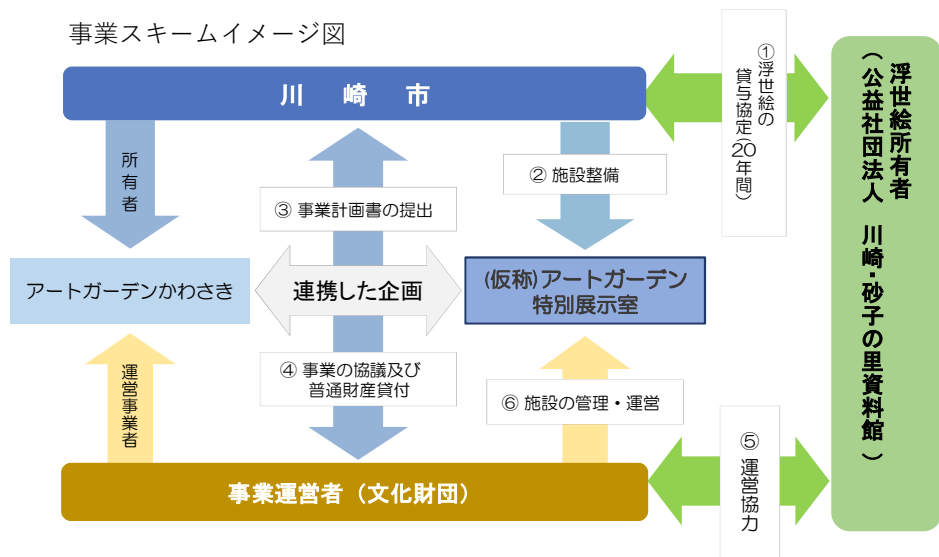 事業スキームイメージ図
川崎市
①浮世絵の
貸与協定(20年間)
浮世絵所有者
(公益社団法人 川崎・砂子の里資料館)
所有者
② 施設整備
③ 事業計画書の提出
アートガーデンかわさき
連携した企画
(仮称)アートガーデン
特別展示室
運営事業者
④ 事業の協議及び
普通財産貸付
⑥ 施設の管理・運営
⑤ 運営協力
事業運営者(文化財団)